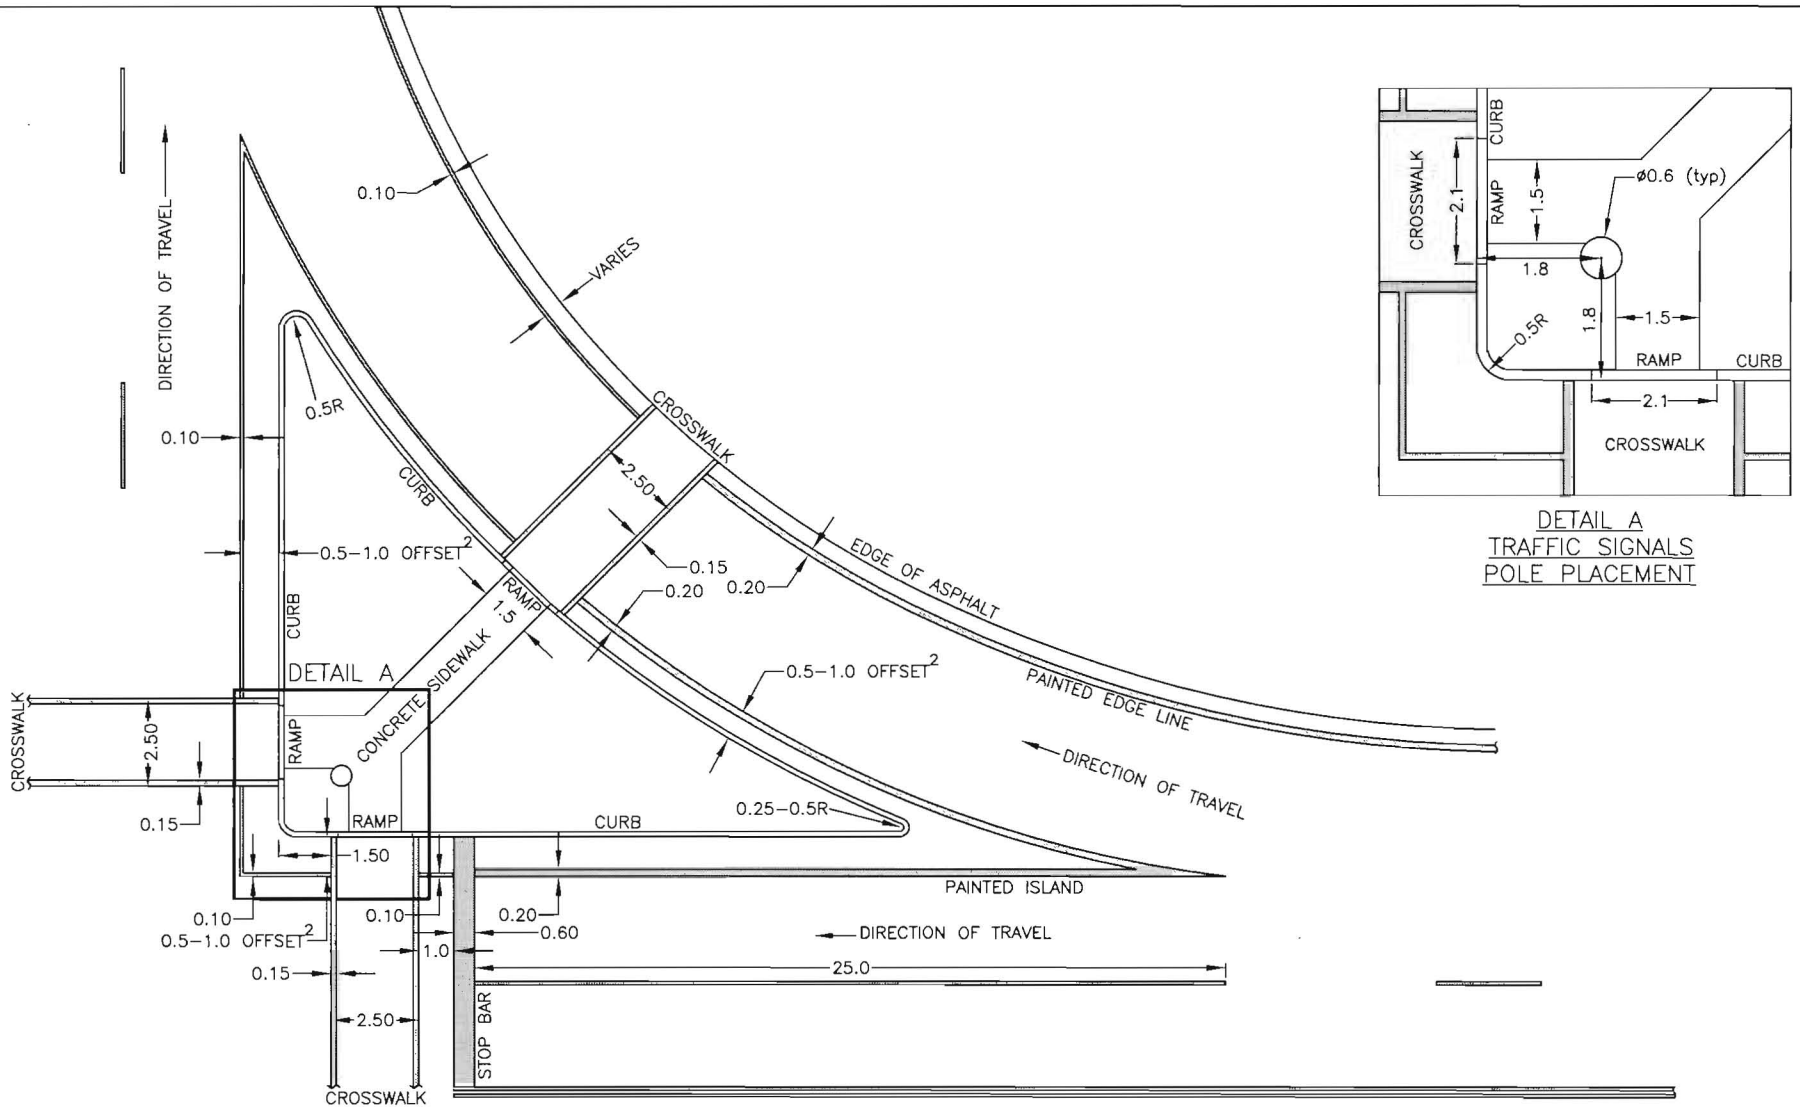 0.10
VARIES
DIRECTION OF TRAVEL
0.5R
0.10
CROSSWALK
CURB
2.50
0.5-1.0 OFFSET²
0.15
0.20
0.20
EDGE OF ASPHALT
RAMP
1.5
CURB
CONCRETE SIDEWALK
DETAIL A
0.5-1.0 OFFSET²
PAINTED EDGE LINE
CROSSWALK
2.50
RAMP
DIRECTION OF TRAVEL
0.15
RAMP
CURB
0.25-0.5R
1.50
PAINTED ISLAND
0.10
0.10
0.20
0.5-1.0 OFFSET²
0.60
DIRECTION OF TRAVEL
1.0
0.15
25.0
2.50
STOP BAR
CROSSWALK
CURB
CROSSWALK
2.1
RAMP
1.5
ø0.6 (typ)
1.8
1.8
0.5R
1.5
RAMP
CURB
2.1
CROSSWALK
DETAIL A
TRAFFIC SIGNALS
POLE PLACEMENT